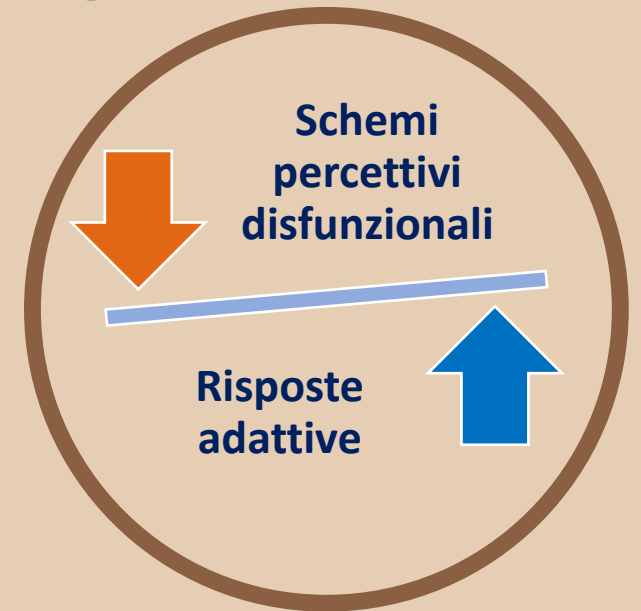 Schemi
percettivi
disfunzionali
Risposte
adattive